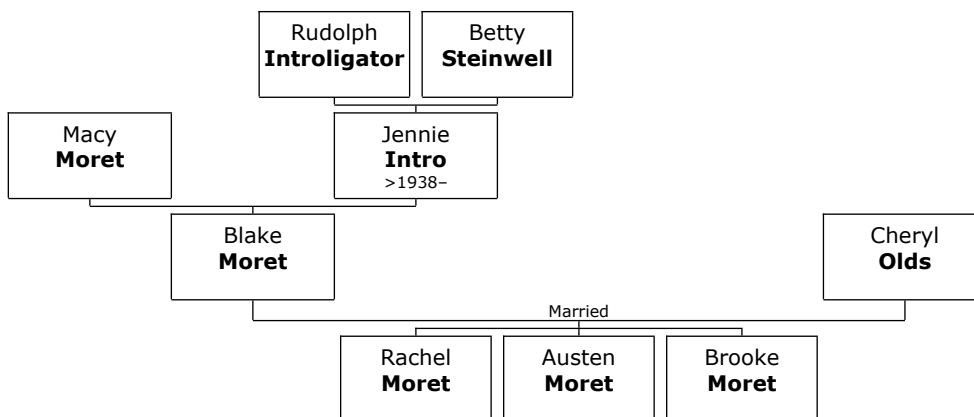 Rudolph
Introligator
Betty
Steinwell
Macy
Moret
Jennie
Intro
>1938–
Blake
Moret
Cheryl
Olds
Married
Rachel
Moret
Austen
Moret
Brooke
Moret